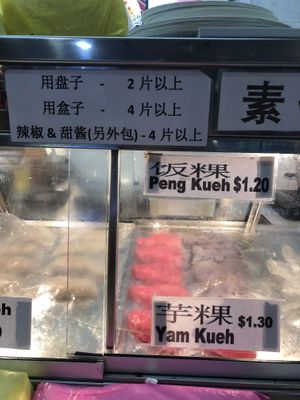 用盘子 - 2 片以上
用盒子 - 4 片以上
辣椒 & 甜酱(另外包) - 4 片以上
素
饭粿
Peng Kueh $1.20
芋粿 $1.30
Yam Kueh